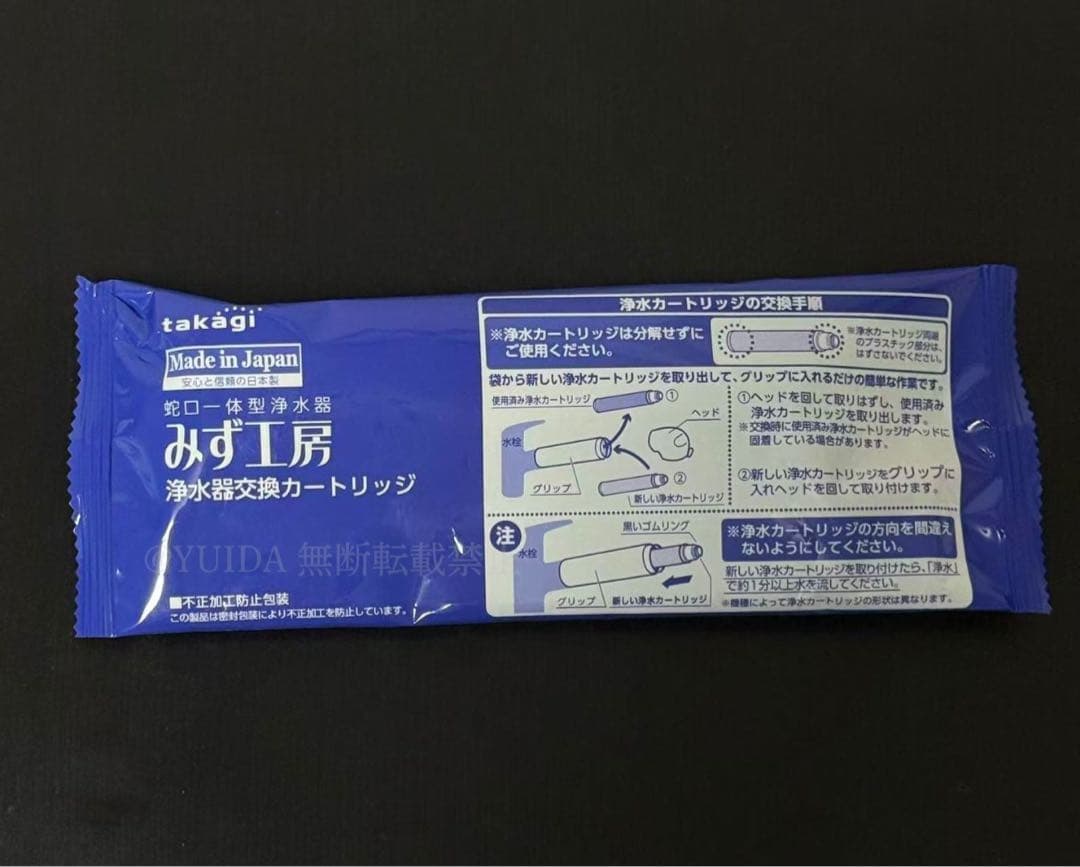 takagi
Made in Japan
安心と信頼の日本製
蛇口一体型浄水器
みず工房
浄水器交換カートリッジ
©YUIDA 無断転載禁
■不正加工防止包装
この製品は密封包装により不正加工を防止しています。
浄水カートリッジの交換手順
※浄水カートリッジは分解せずに
ご使用ください。
※浄水カートリッジ両端
のプラスチック部分は、
はずさないでください。
袋から新しい浄水カートリッジを取り出して、グリップに入れるだけの簡単な作業です。
使用済み浄水カートリッジ
①
ヘッド
水栓
グリップ
②
新しい浄水カートリッジ
①ヘッドを回して取りはずし、使用済み
浄水カートリッジを取り出します。
※交換時に使用済み浄水カートリッジがヘッドに
固着している場合があります。
②新しい浄水カートリッジをグリップに
入れヘッドを回して取り付けます。
注
水栓
黒いゴムリング
グリップ
新しい浄水カートリッジ
※浄水カートリッジの方向を間違え
ないようにしてください。
新しい浄水カートリッジを取り付けたら、「浄水」
で約1分以上水を流してください。
※機種によって浄水カートリッジの形状は異なります。